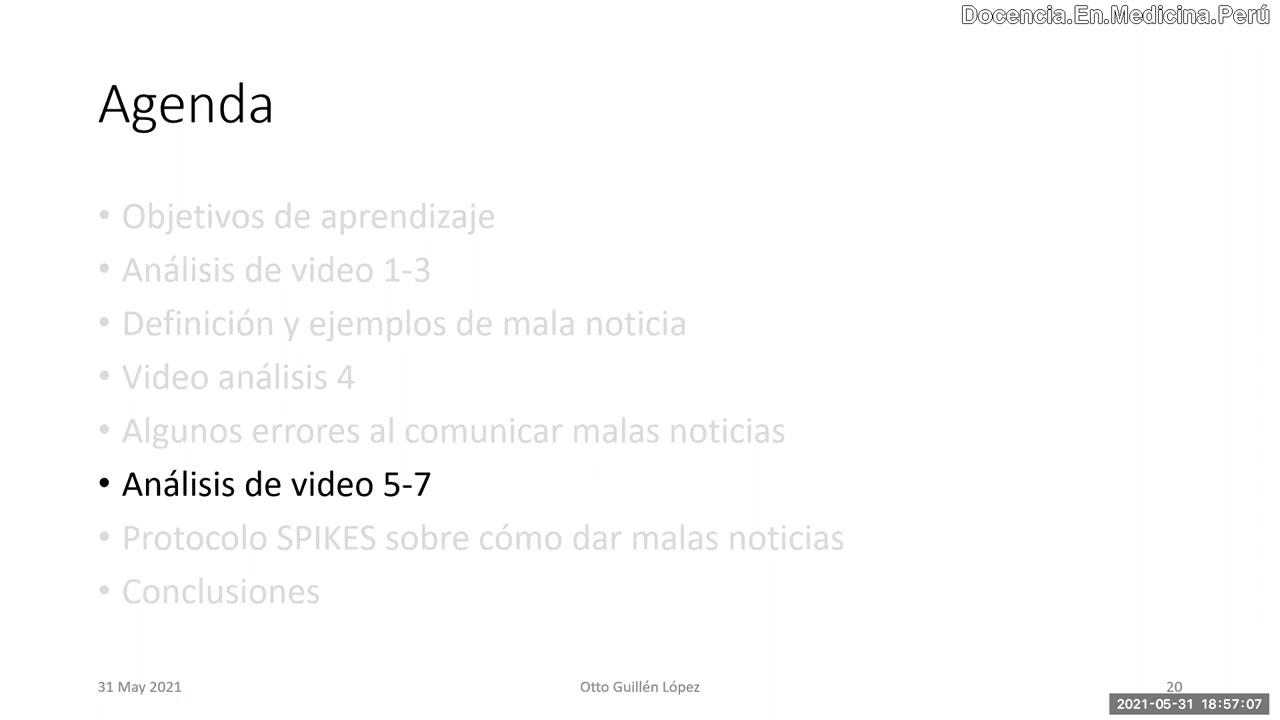 Docencia.En.Medicina.Perú
Agenda
• Objetivos de aprendizaje
• Análisis de video 1-3
• Definición y ejemplos de mala noticia
• Video análisis 4
• Algunos errores al comunicar malas noticias
• Análisis de video 5-7
• Protocolo SPIKES sobre cómo dar malas noticias
• Conclusiones
31 May 2021
Otto Guillén López
20
2021-05-31 18:57:07